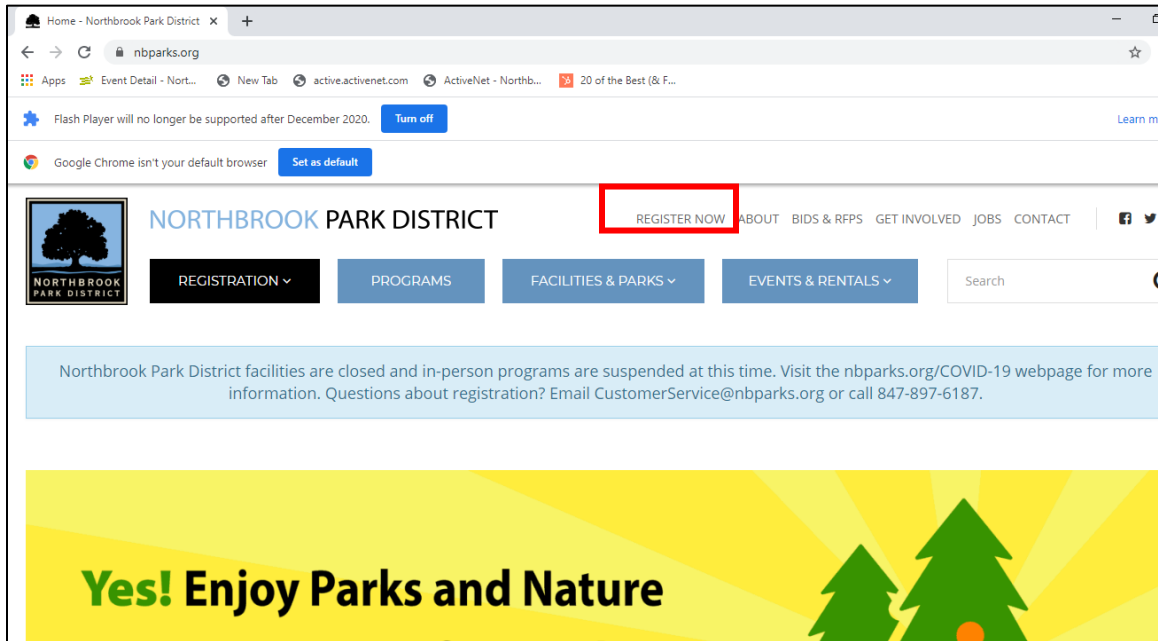 Home - Northbrook Park District
nbparks.org
Apps Event Detail - Nort... New Tab active.activenet.com ActiveNet - Northb... 20 of the Best (& F...
Flash Player will no longer be supported after December 2020. Turn off Learn m
Google Chrome isn't your default browser Set as default
NORTHBROOK PARK DISTRICT
REGISTER NOW ABOUT BIDS & RFPS GET INVOLVED JOBS CONTACT
NORTHBROOK
PARK DISTRICT
REGISTRATION PROGRAMS FACILITIES & PARKS EVENTS & RENTALS Search
Northbrook Park District facilities are closed and in-person programs are suspended at this time. Visit the nbparks.org/COVID-19 webpage for more
information. Questions about registration? Email CustomerService@nbparks.org or call 847-897-6187.
Yes! Enjoy Parks and Nature